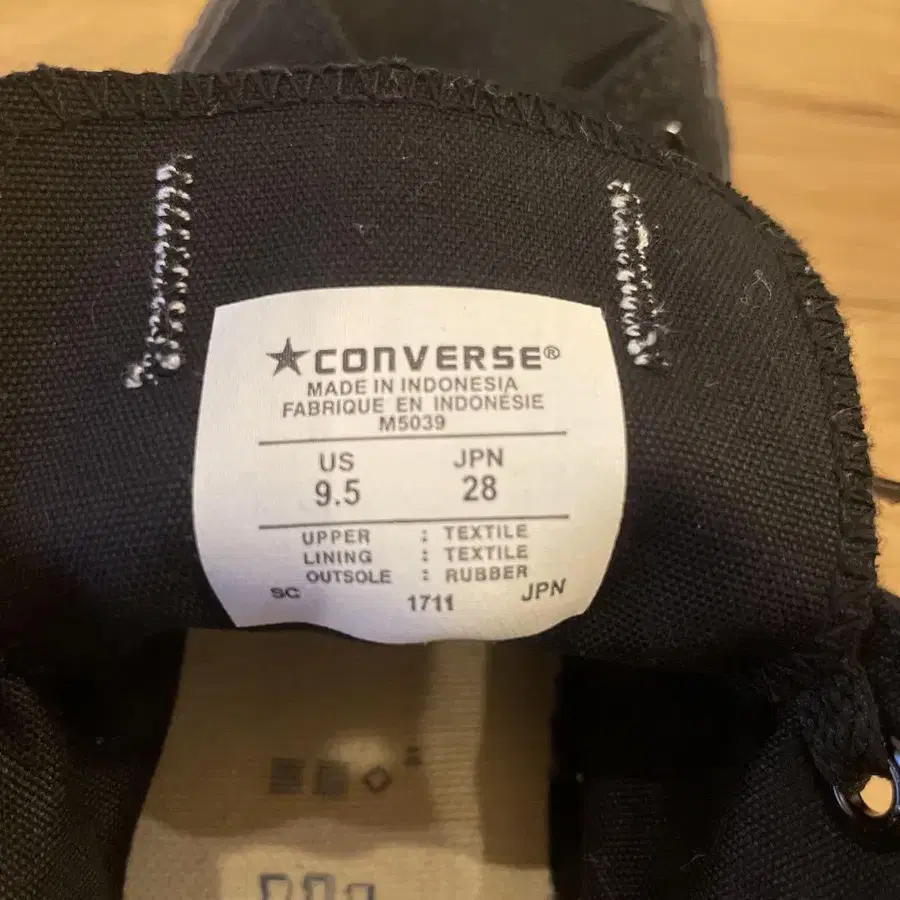 ★CONVERSE®
MADE IN INDONESIA
FABRIQUE EN INDONÉSIE
M5039
US JPN
9.5 28
UPPER : TEXTILE
LINING : TEXTILE
OUTSOLE : RUBBER
SC 1711 JPN